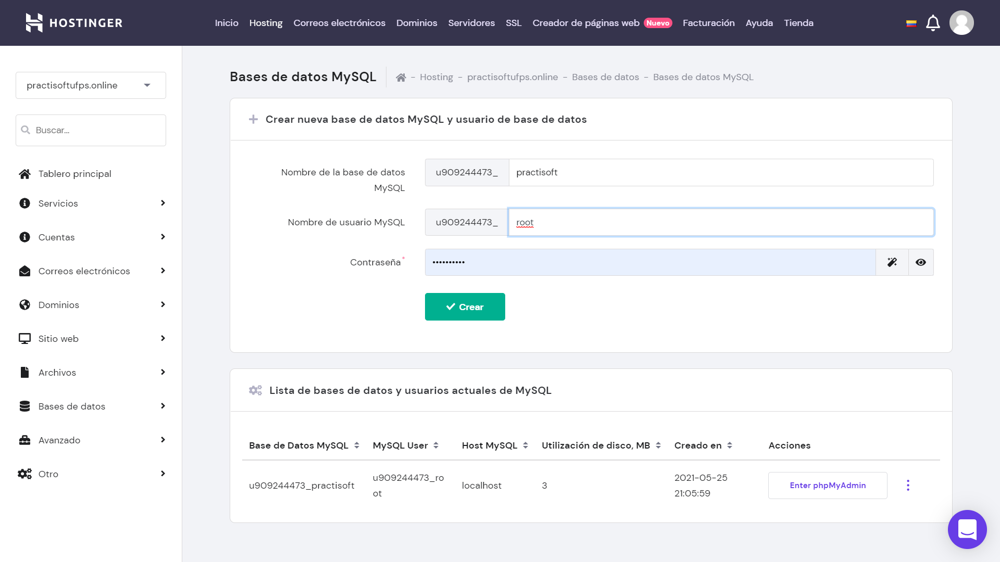 HOSTINGER
Inicio Hosting Correos electrónicos Dominios Servidores SSL Creador de páginas web Nuevo Facturación Ayuda Tienda
practisoftufps.online
Buscar...
Tablero principal
Servicios
Cuentas
Correos electrónicos
Dominios
Sitio web
Archivos
Bases de datos
Avanzado
Otro
Bases de datos MySQL
- Hosting - practisoftufps.online - Bases de datos - Bases de datos MySQL
Crear nueva base de datos MySQL y usuario de base de datos
Nombre de la base de datos
MySQL
u909244473_ practisoft
Nombre de usuario MySQL u909244473_ root
Contraseña* ••••••••••
Crear
Lista de bases de datos y usuarios actuales de MySQL
Base de Datos MySQL MySQL User Host MySQL Utilización de disco, MB Creado en Acciones
u909244473_practisoft
u909244473_ro
ot
localhost
3
2021-05-25
21:05:59
Enter phpMyAdmin